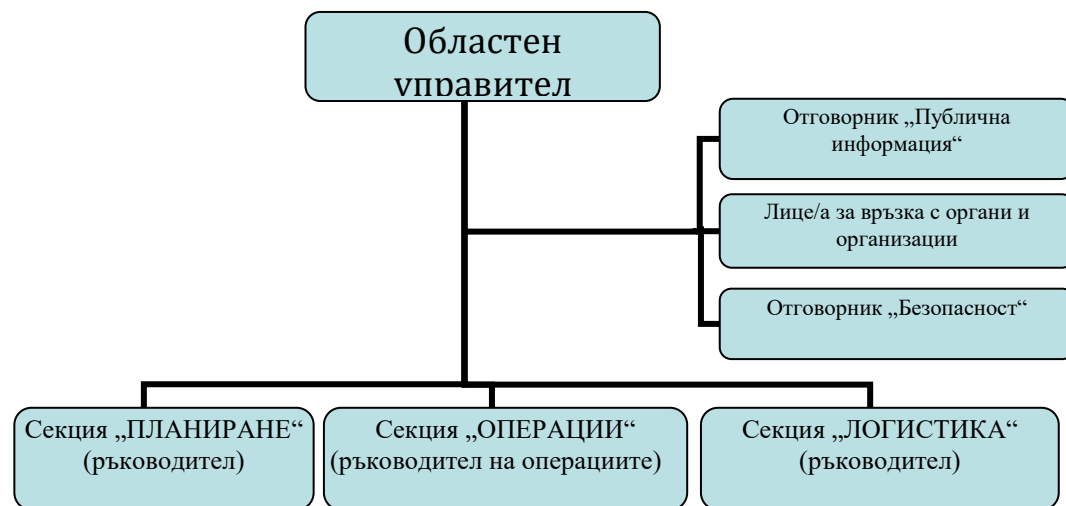 Областен
управител
Отговорник „Публична
информация“
Лице/а за връзка с органи и
организации
Отговорник „Безопасност“
Секция „ПЛАНИРАНЕ“
(ръководител)
Секция „ОПЕРАЦИИ“
(ръководител на операциите)
Секция „ЛОГИСТИКА“
(ръководител)